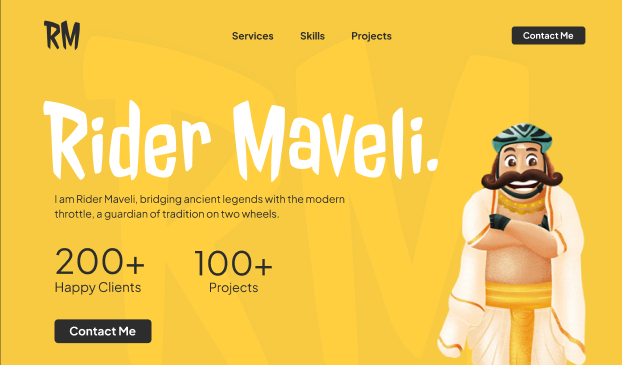 RM
Services Skills Projects
Contact Me
Rider Maveli.
I am Rider Maveli, bridging ancient legends with the modern
throttle, a guardian of tradition on two wheels.
200+ 100+
Happy Clients Projects
Contact Me